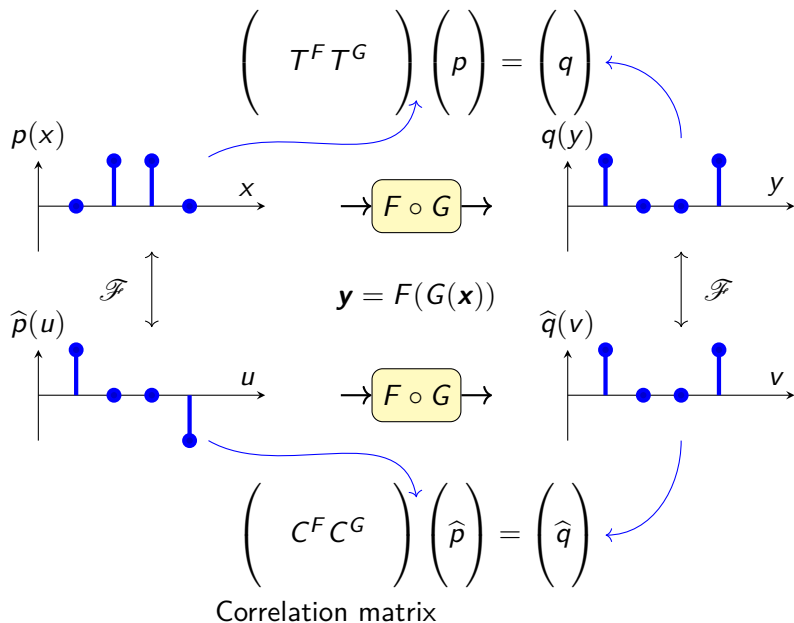 ( T^F T^G ) ( p ) = ( q )
p(x)
x
F ∘ G
q(y)
y
ℱ
𝒚 = F(G(𝒙))
ℱ
p̂(u)
u
F ∘ G
q̂(v)
v
( C^F C^G ) ( p̂ ) = ( q̂ )
Correlation matrix